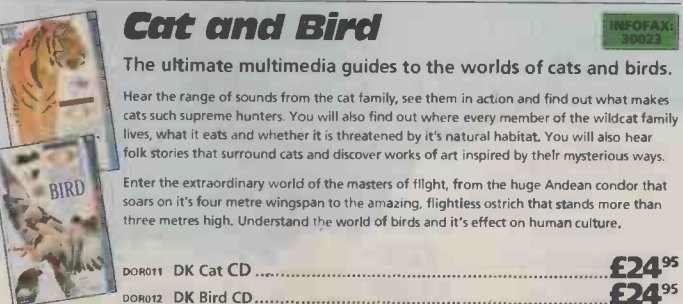 Cat and Bird
INFOFAX:
30023
The ultimate multimedia guides to the worlds of cats and birds.
Hear the range of sounds from the cat family, see them in action and find out what makes
cats such supreme hunters. You will also find out where every member of the wildcat family
lives, what it eats and whether it is threatened by it's natural habitat. You will also hear
folk stories that surround cats and discover works of art inspired by their mysterious ways.
BIRD
Enter the extraordinary world of the masters of flight, from the huge Andean condor that
soars on it's four metre wingspan to the amazing, flightless ostrich that stands more than
three metres high. Understand the world of birds and it's effect on human culture.
DOR011 DK Cat CD............................................................£24 95
DOR012 DK Bird CD...........................................................£24 95